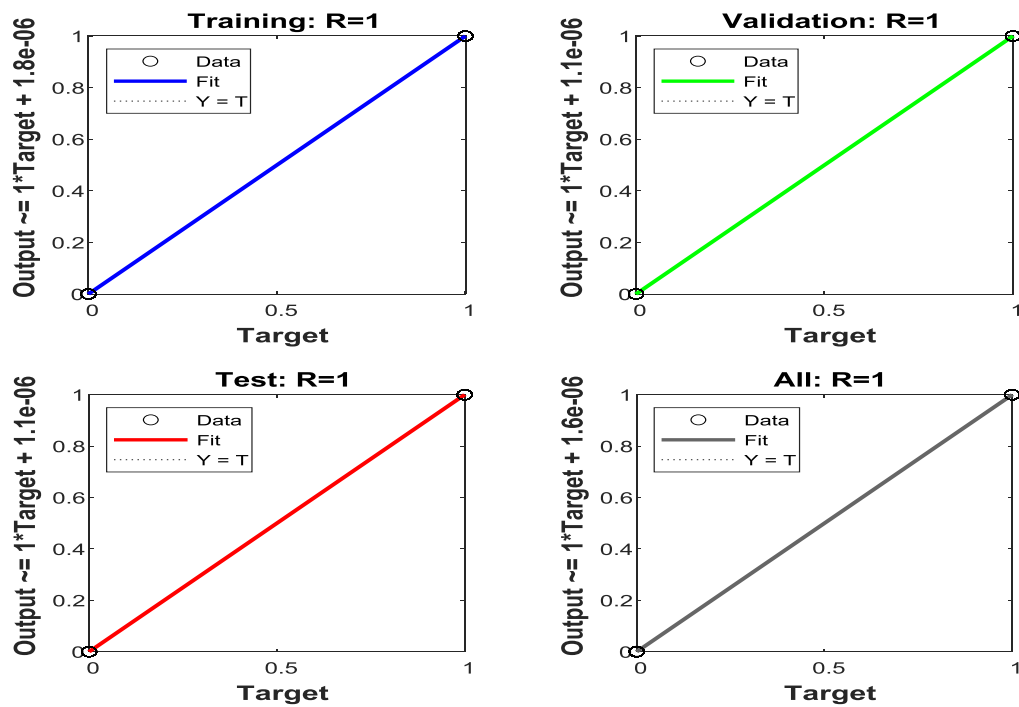 Training: R=1
Output ~= 1*Target + 1.8e-06
1
0.8
0.6
0.4
0.2
0
Data
Fit
Y = T
0 0.5 1
Target
Validation: R=1
Output ~= 1*Target + 1.1e-06
1
0.8
0.6
0.4
0.2
0
Data
Fit
Y = T
0 0.5 1
Target
Test: R=1
Output ~= 1*Target + 1.1e-06
1
0.8
0.6
0.4
0.2
0
Data
Fit
Y = T
0 0.5 1
Target
All: R=1
Output ~= 1*Target + 1.6e-06
1
0.8
0.6
0.4
0.2
0
Data
Fit
Y = T
0 0.5 1
Target